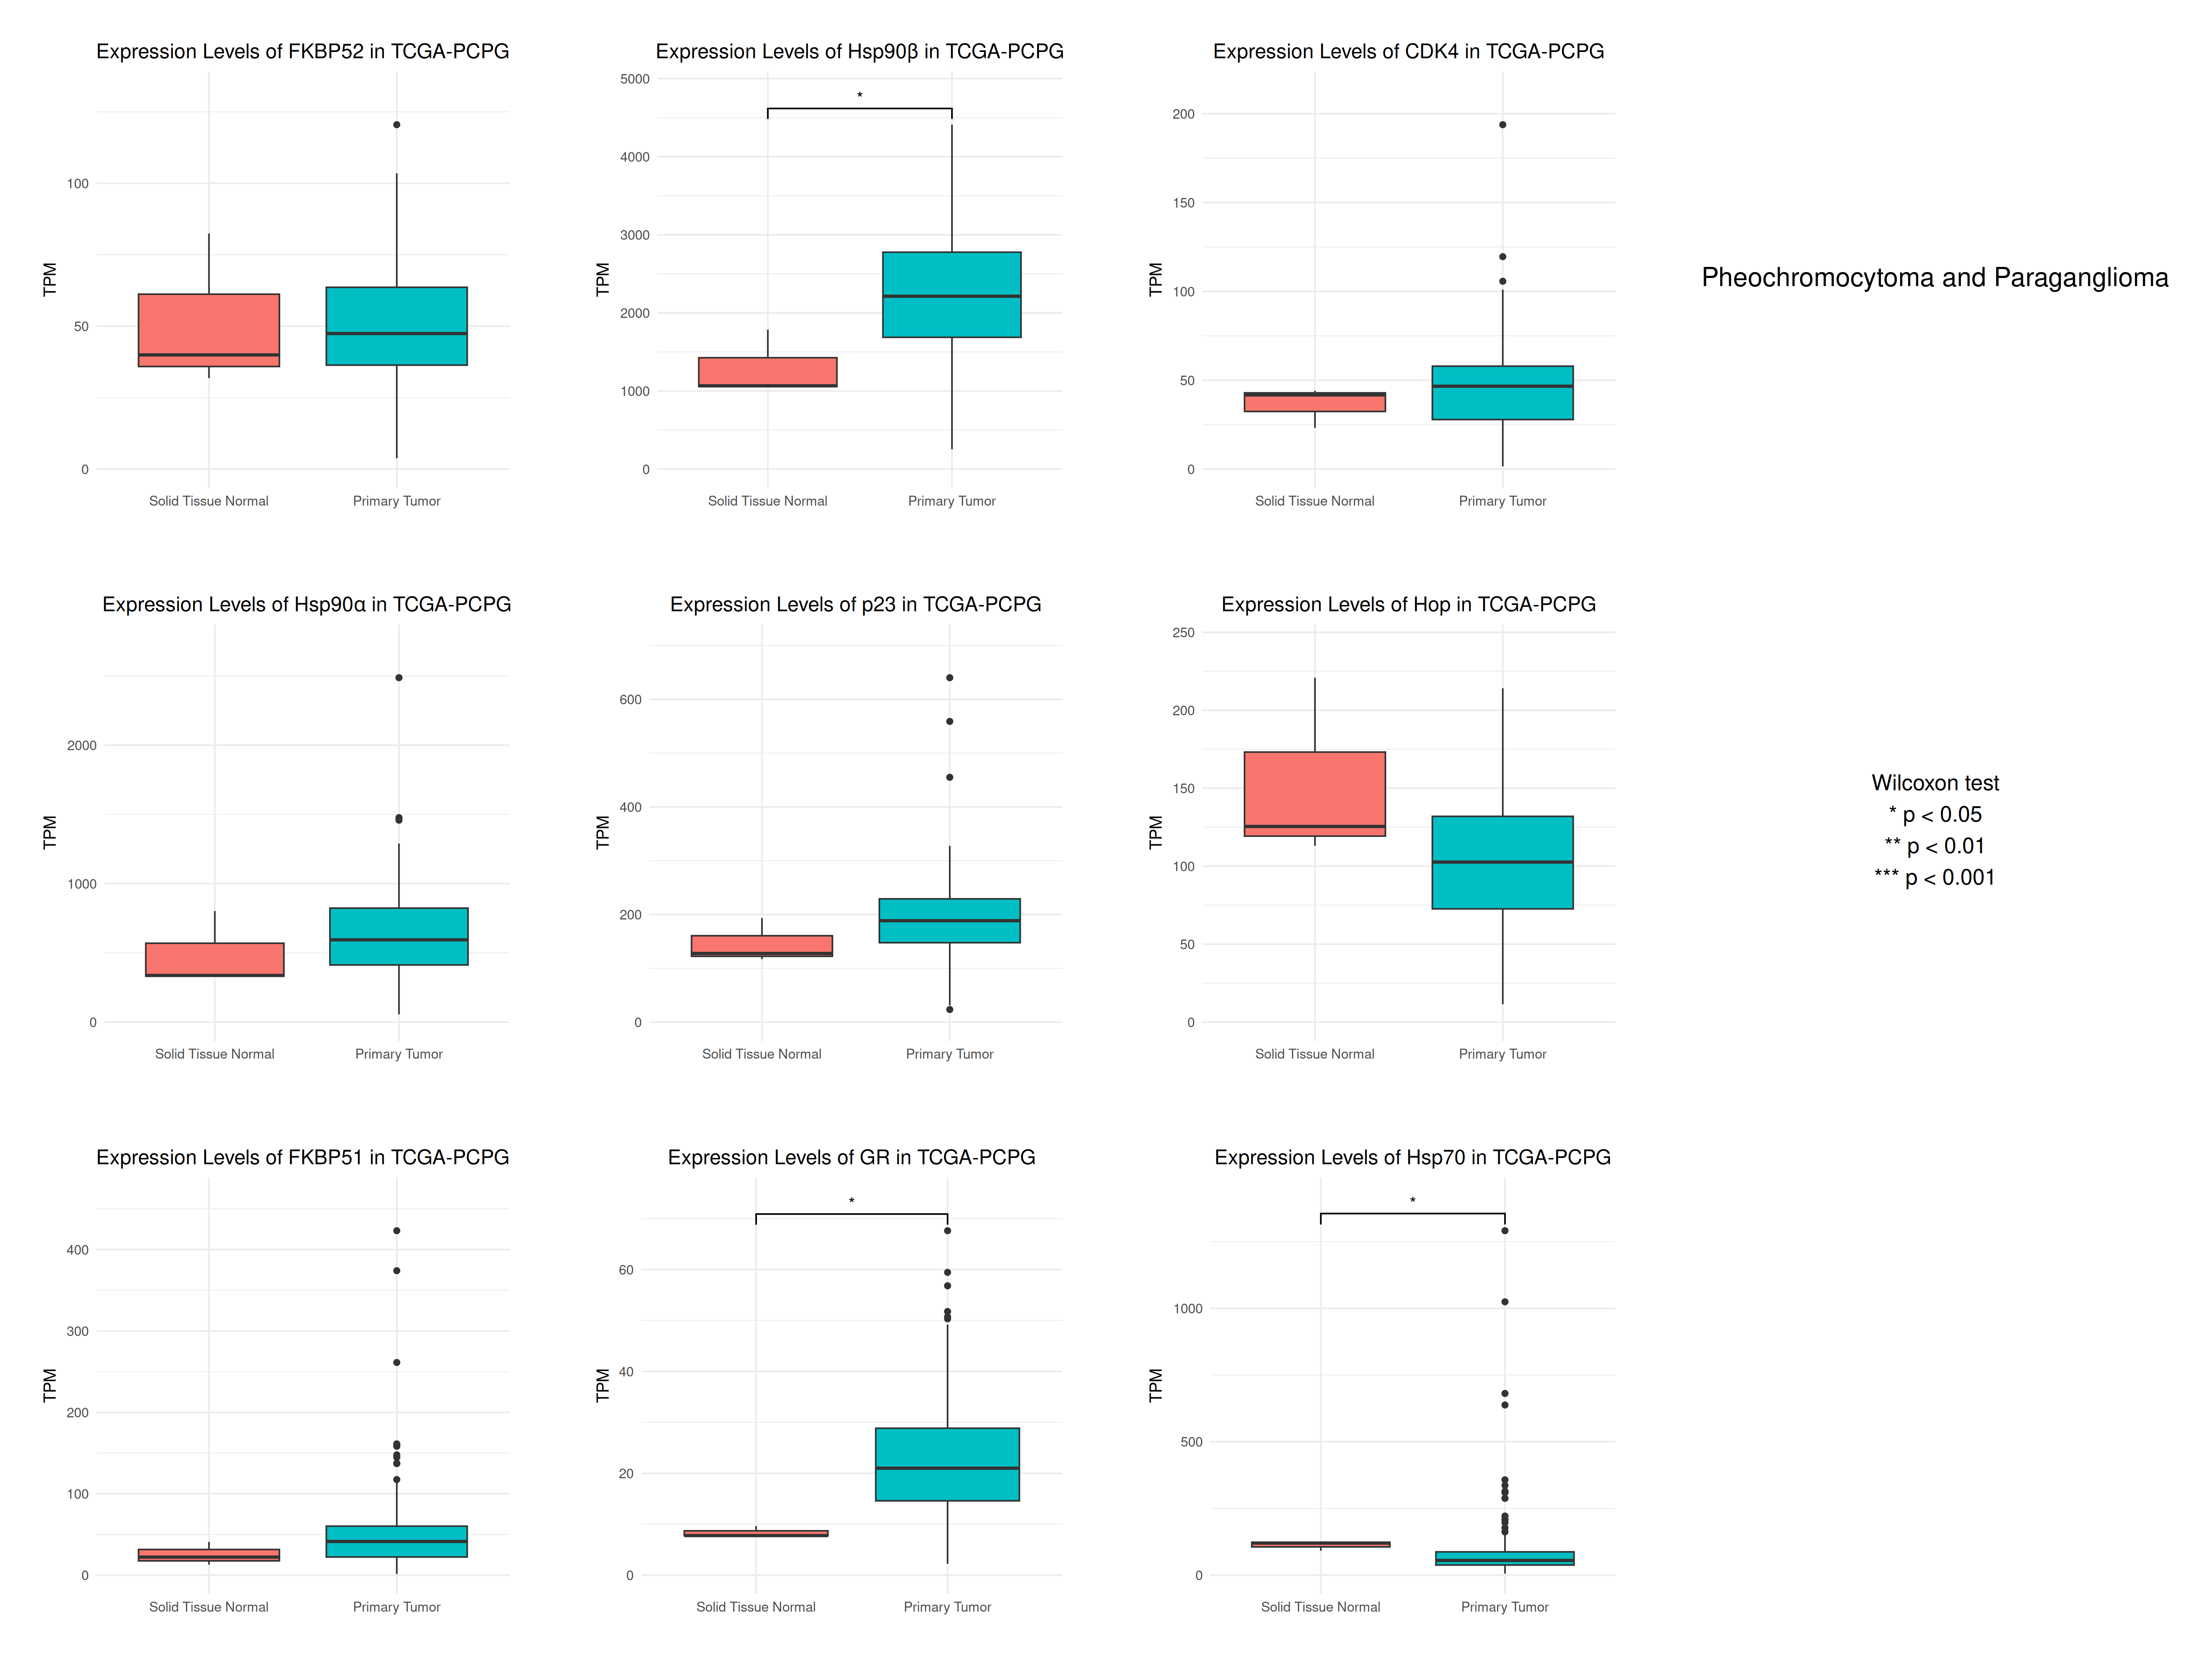 Expression Levels of FKBP52 in TCGA-PCPG
TPM
100
50
0
Solid Tissue Normal
Primary Tumor
Expression Levels of Hsp90β in TCGA-PCPG
*
TPM
5000
4000
3000
2000
1000
0
Solid Tissue Normal
Primary Tumor
Expression Levels of CDK4 in TCGA-PCPG
TPM
200
150
100
50
0
Solid Tissue Normal
Primary Tumor
Pheochromocytoma and Paraganglioma
Expression Levels of Hsp90α in TCGA-PCPG
TPM
2000
1000
0
Solid Tissue Normal
Primary Tumor
Expression Levels of p23 in TCGA-PCPG
TPM
600
400
200
0
Solid Tissue Normal
Primary Tumor
Expression Levels of Hop in TCGA-PCPG
TPM
250
200
150
100
50
0
Solid Tissue Normal
Primary Tumor
Wilcoxon test
* p < 0.05
** p < 0.01
*** p < 0.001
Expression Levels of FKBP51 in TCGA-PCPG
TPM
400
300
200
100
0
Solid Tissue Normal
Primary Tumor
Expression Levels of GR in TCGA-PCPG
*
TPM
60
40
20
0
Solid Tissue Normal
Primary Tumor
Expression Levels of Hsp70 in TCGA-PCPG
*
TPM
1000
500
0
Solid Tissue Normal
Primary Tumor